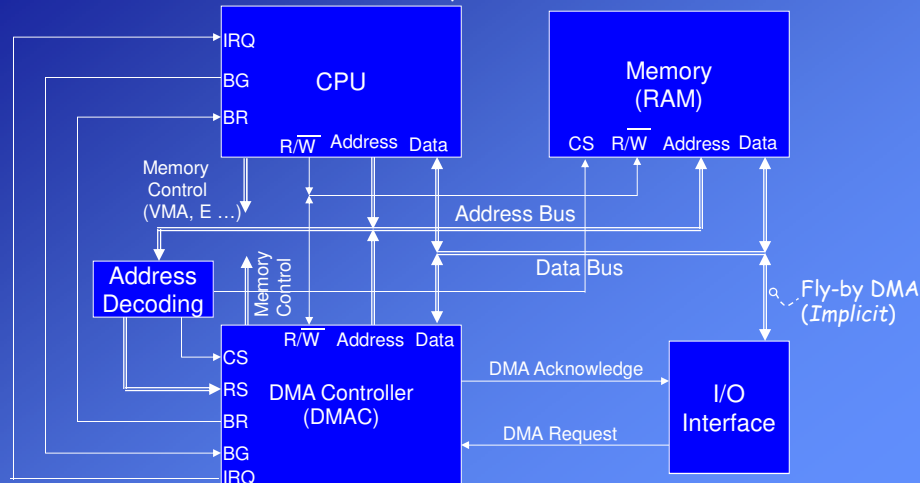 IRQ
BG
CPU
BR
R/W Address Data
Memory
(RAM)
CS R/W Address Data
Memory
Control
(VMA, E ...)
Address Bus
Data Bus
Address
Decoding
Memory
Control
Fly-by DMA
(Implicit)
R/W Address Data
CS
RS
DMA Controller
(DMAC)
BR
BG
IRQ
DMA Acknowledge
DMA Request
I/O
Interface